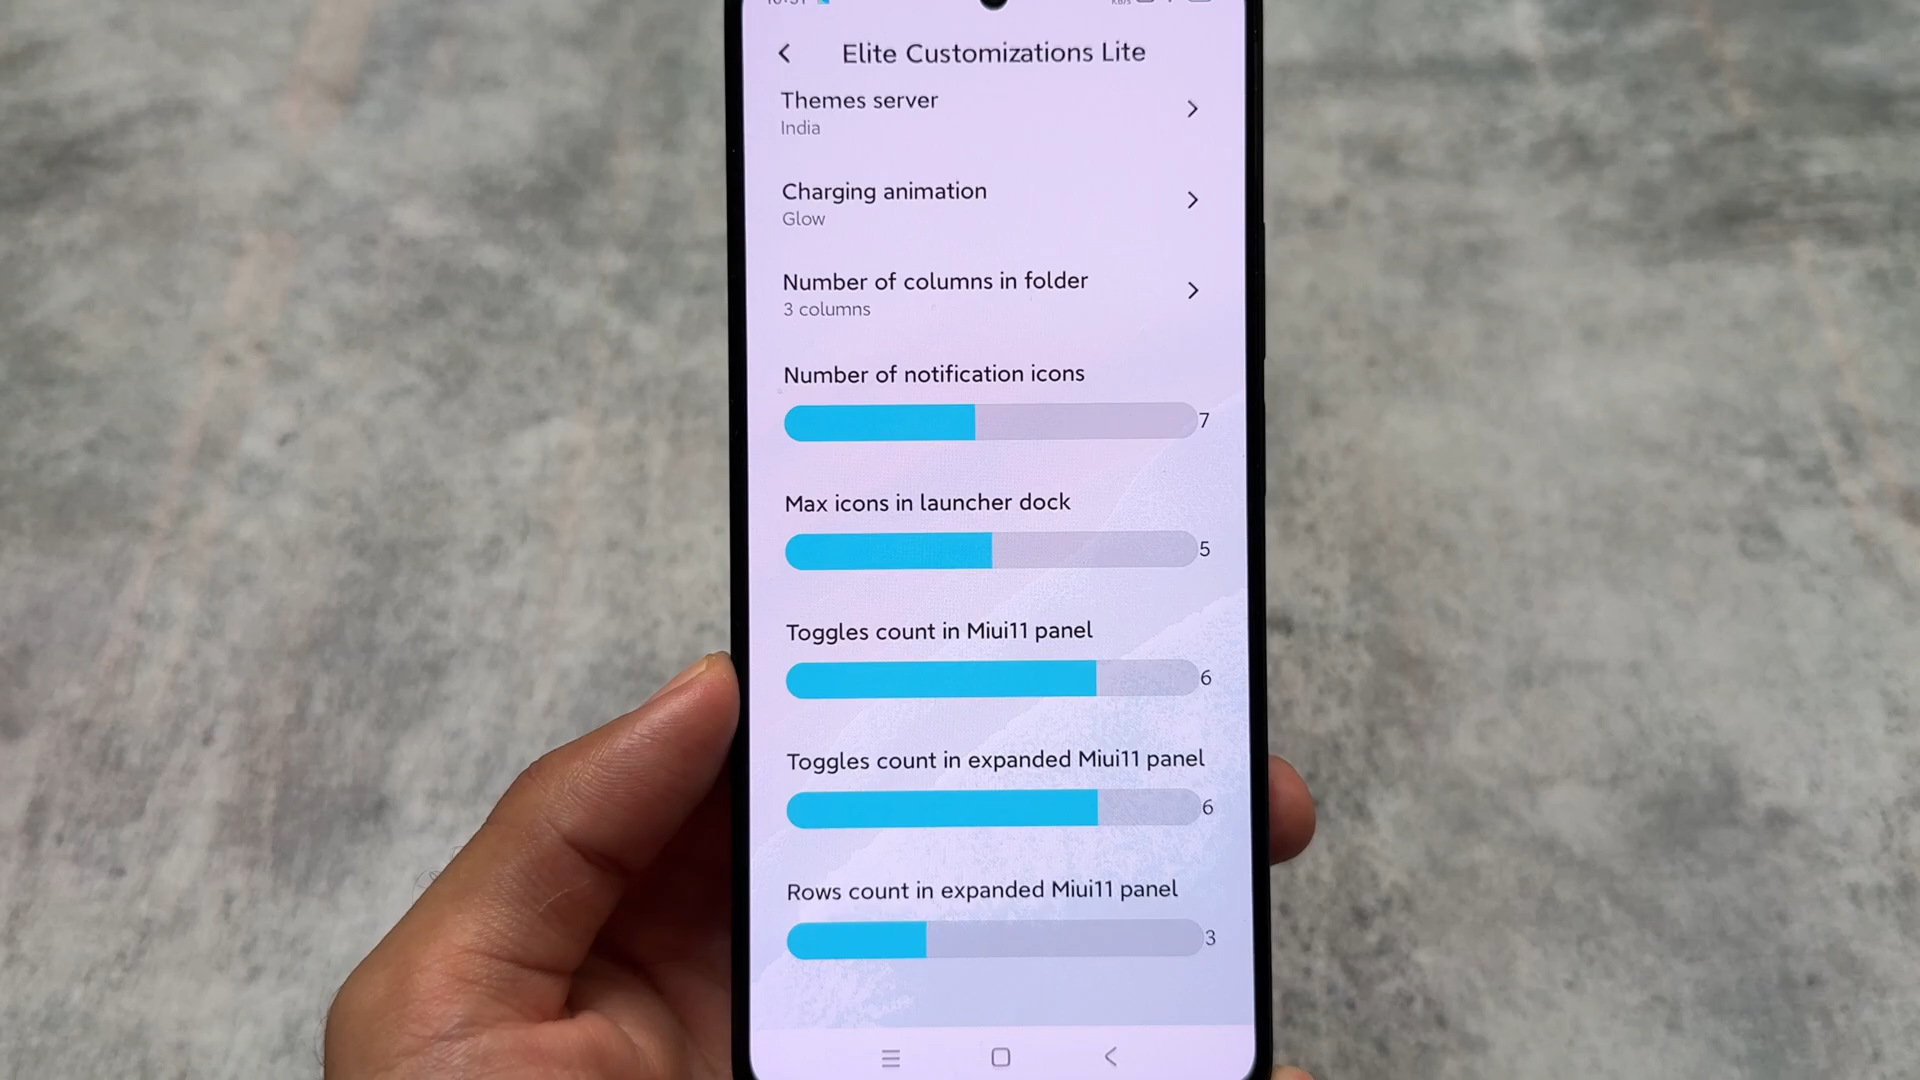 Elite Customizations Lite
Themes server
India
Charging animation
Glow
Number of columns in folder
3 columns
Number of notification icons
7
Max icons in launcher dock
5
Toggles count in Miui11 panel
6
Toggles count in expanded Miui11 panel
6
Rows count in expanded Miui11 panel
3